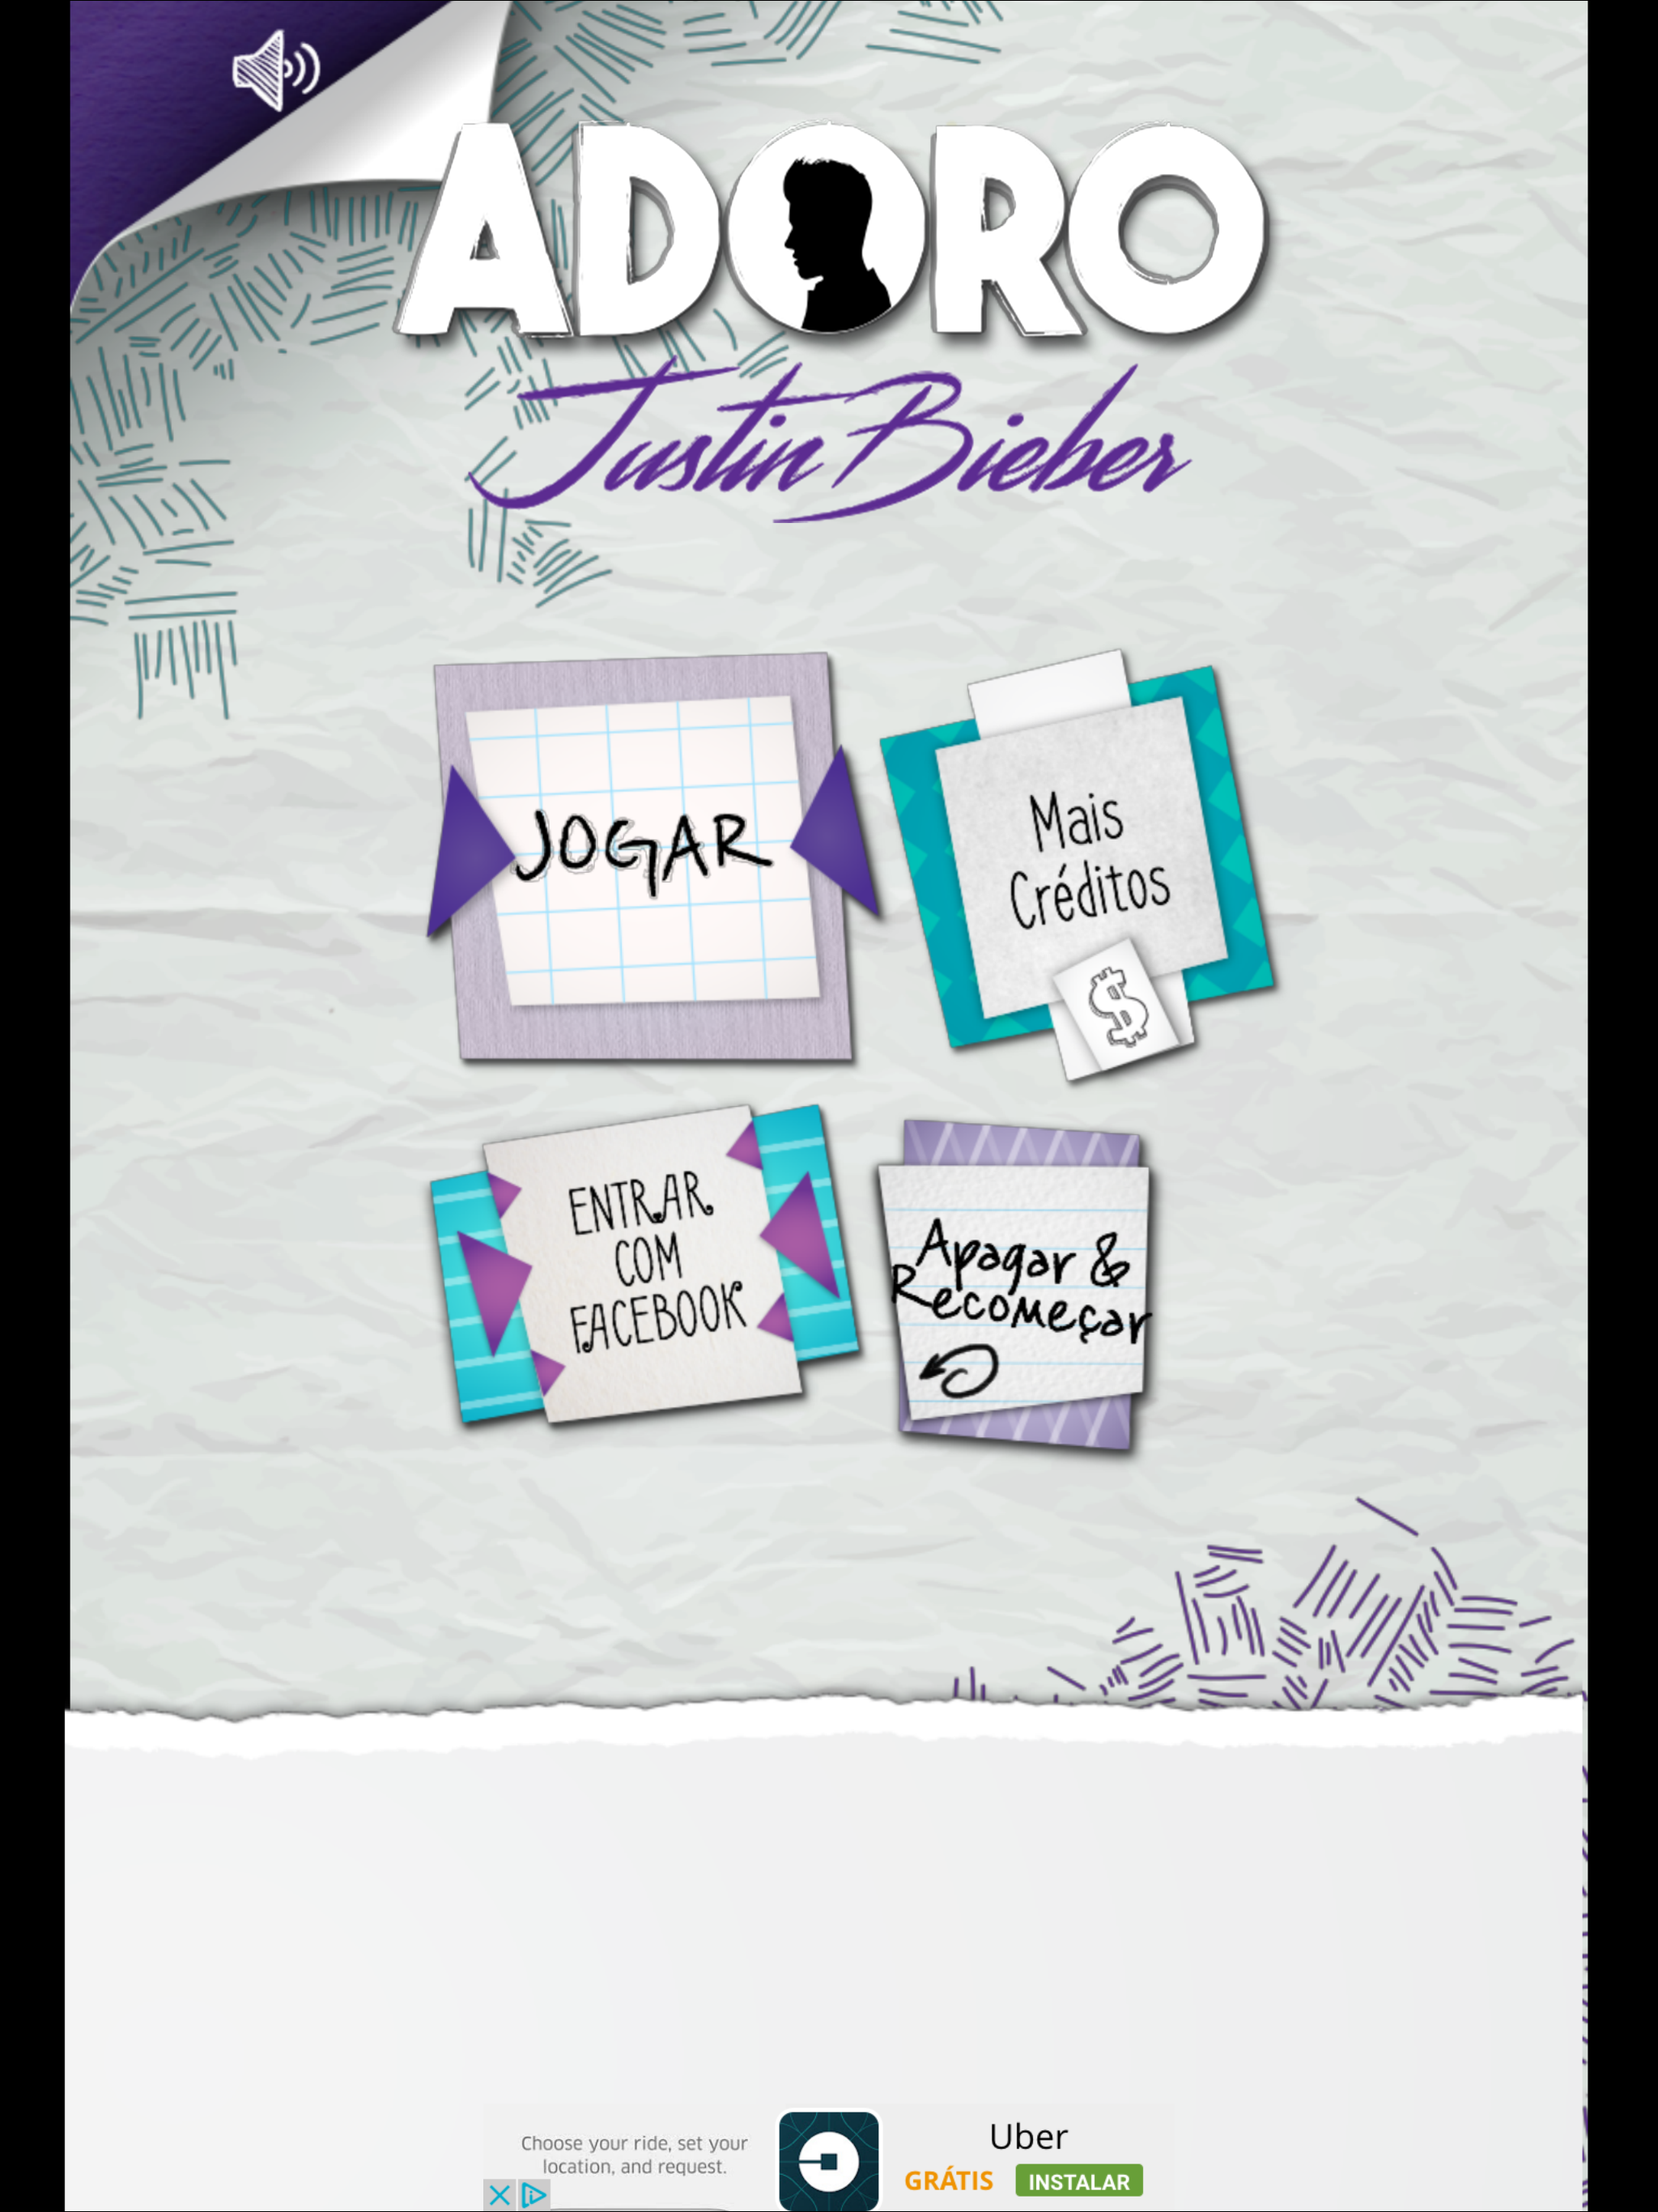 ADORO
Justin Bieber
JOGAR
Mais
Créditos
$
ENTRAR
COM
FACEBOOK
Apagar &
Recomeçar
Choose your ride, set your
location, and request.
Uber
GRÁTIS
INSTALAR